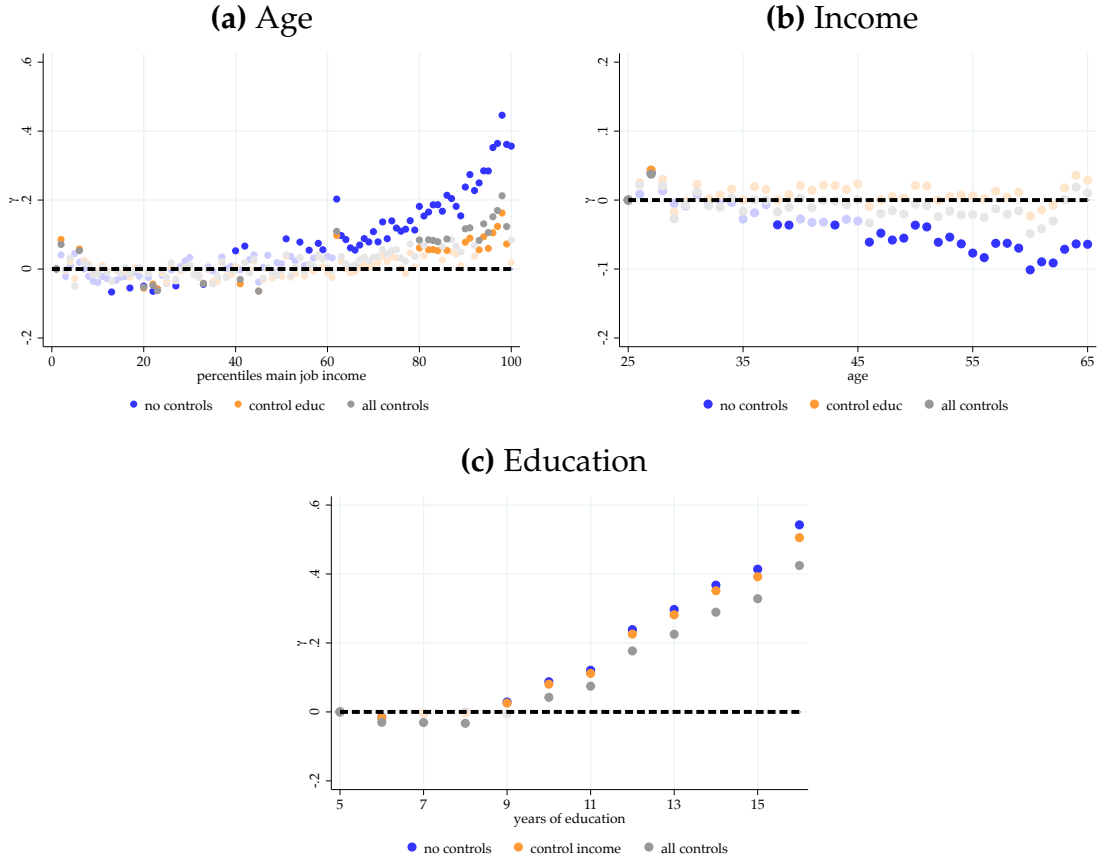 (a) Age
γ
.6
.4
.2
0
-.2
0 20 40 60 80 100
percentiles main job income
no controls control educ all controls
(b) Income
γ
.2
.1
0
-.1
-.2
25 35 45 55 65
age
no controls control educ all controls
(c) Education
γ
.6
.4
.2
0
-.2
5 7 9 11 13 15
years of education
no controls control income all controls